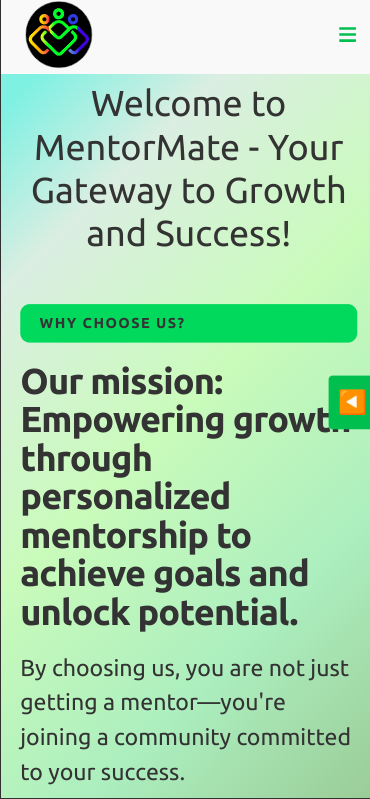 Welcome to
MentorMate - Your
Gateway to Growth
and Success!
WHY CHOOSE US?
Our mission:
Empowering growth
through
personalized
mentorship to
achieve goals and
unlock potential.
By choosing us, you are not just
getting a mentor—you're
joining a community committed
to your success.